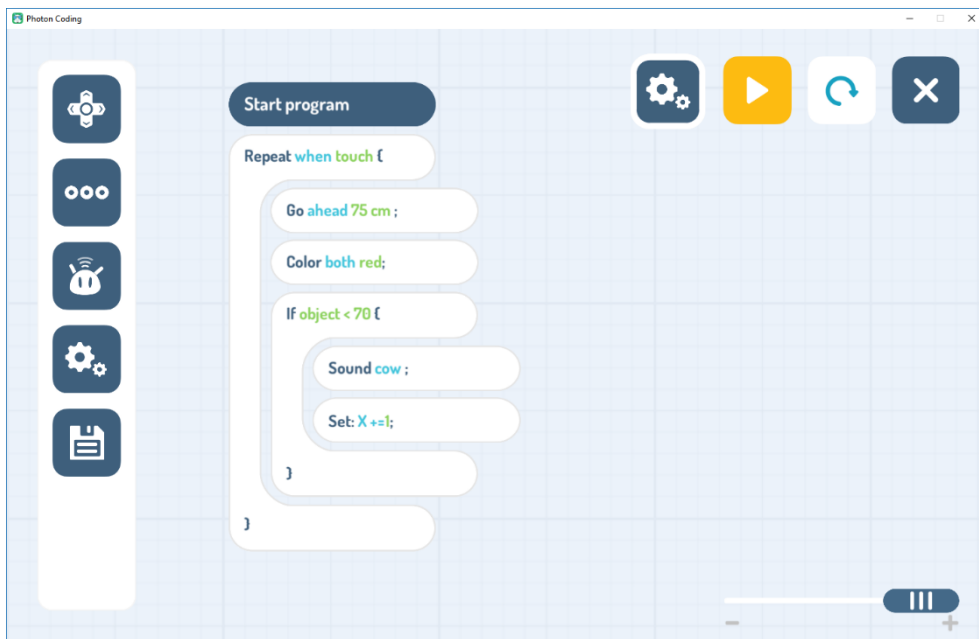 Photon Coding
Start program
Repeat when touch {
Go ahead 75 cm ;
Color both red;
If object < 70 {
Sound cow ;
Set: X +=1;
}
}